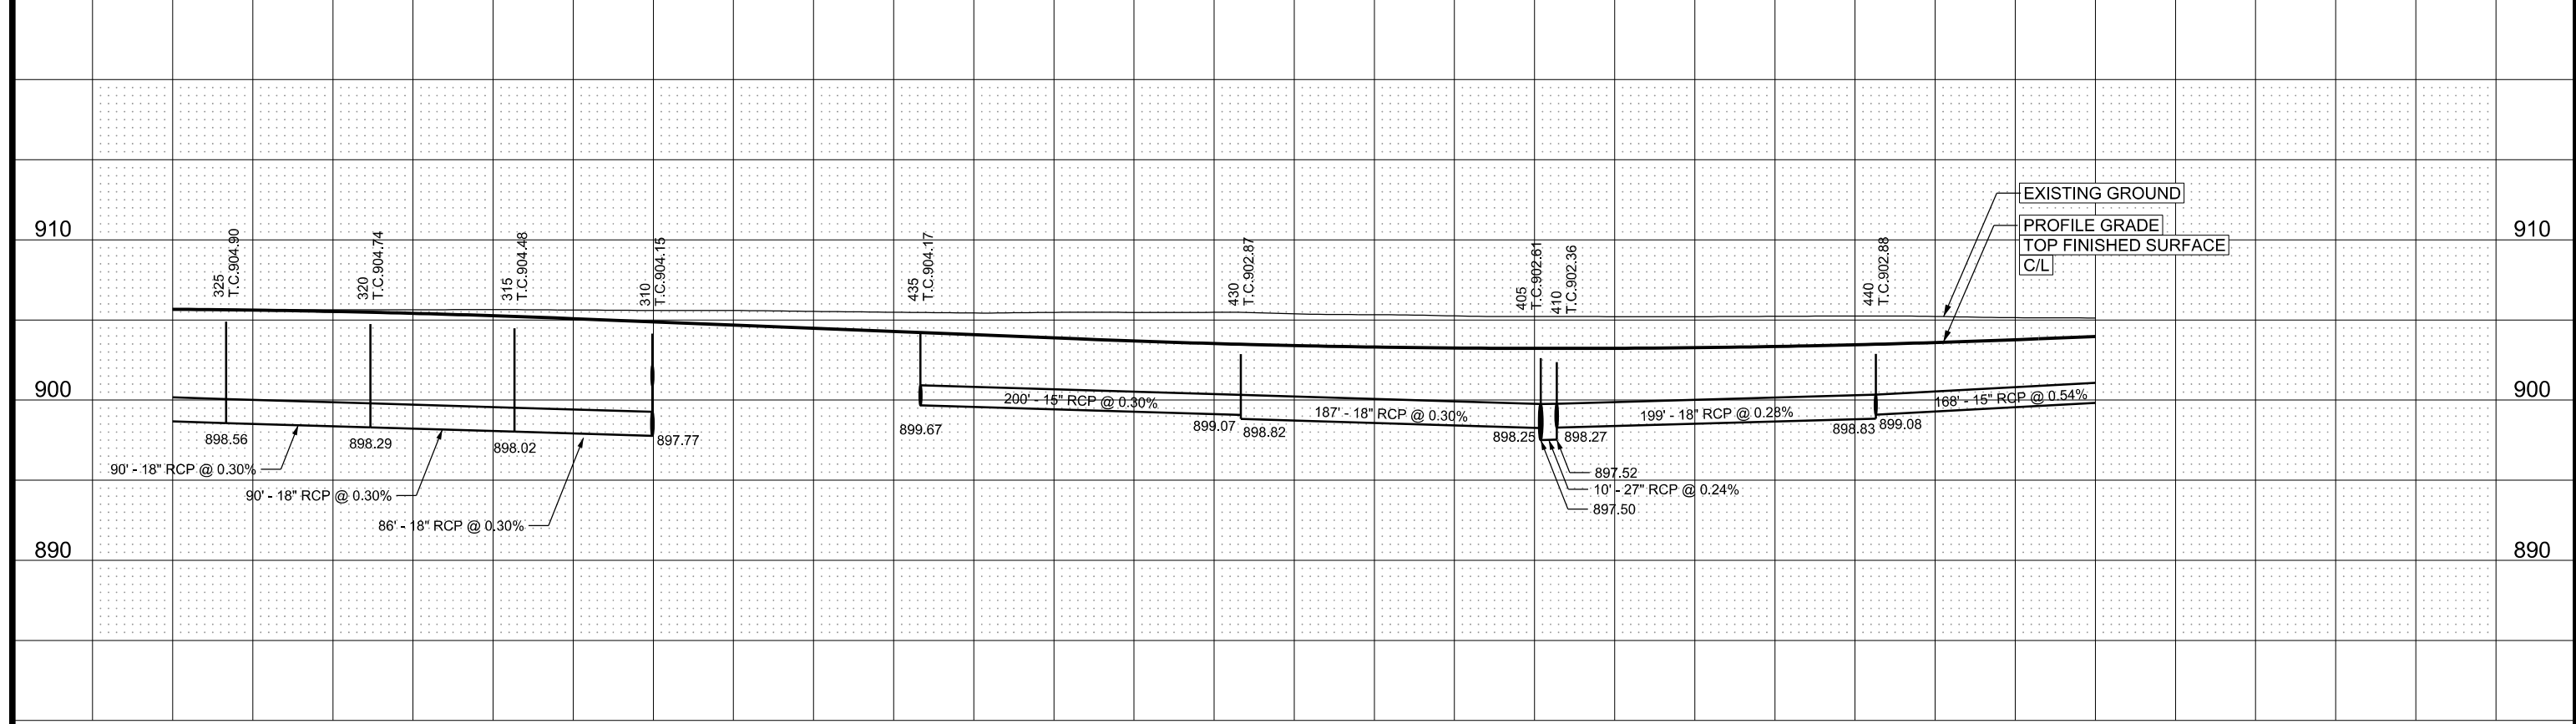 910
900
890
325
T.C.904.90
320
T.C.904.74
315
T.C.904.48
310
T.C.904.15
435
T.C.904.17
430
T.C.902.87
405
T.C.902.61
410
T.C.902.36
440
T.C.902.88
EXISTING GROUND
PROFILE GRADE
TOP FINISHED SURFACE
C/L
910
900
890
200' - 15" RCP @ 0.30%
187' - 18" RCP @ 0.30%
199' - 18" RCP @ 0.28%
168' - 15" RCP @ 0.54%
898.56
898.29
898.02
897.77
899.67
899.07
898.82
898.25
898.27
898.83
899.08
90' - 18" RCP @ 0.30%
90' - 18" RCP @ 0.30%
86' - 18" RCP @ 0.30%
897.52
10' - 27" RCP @ 0.24%
897.50